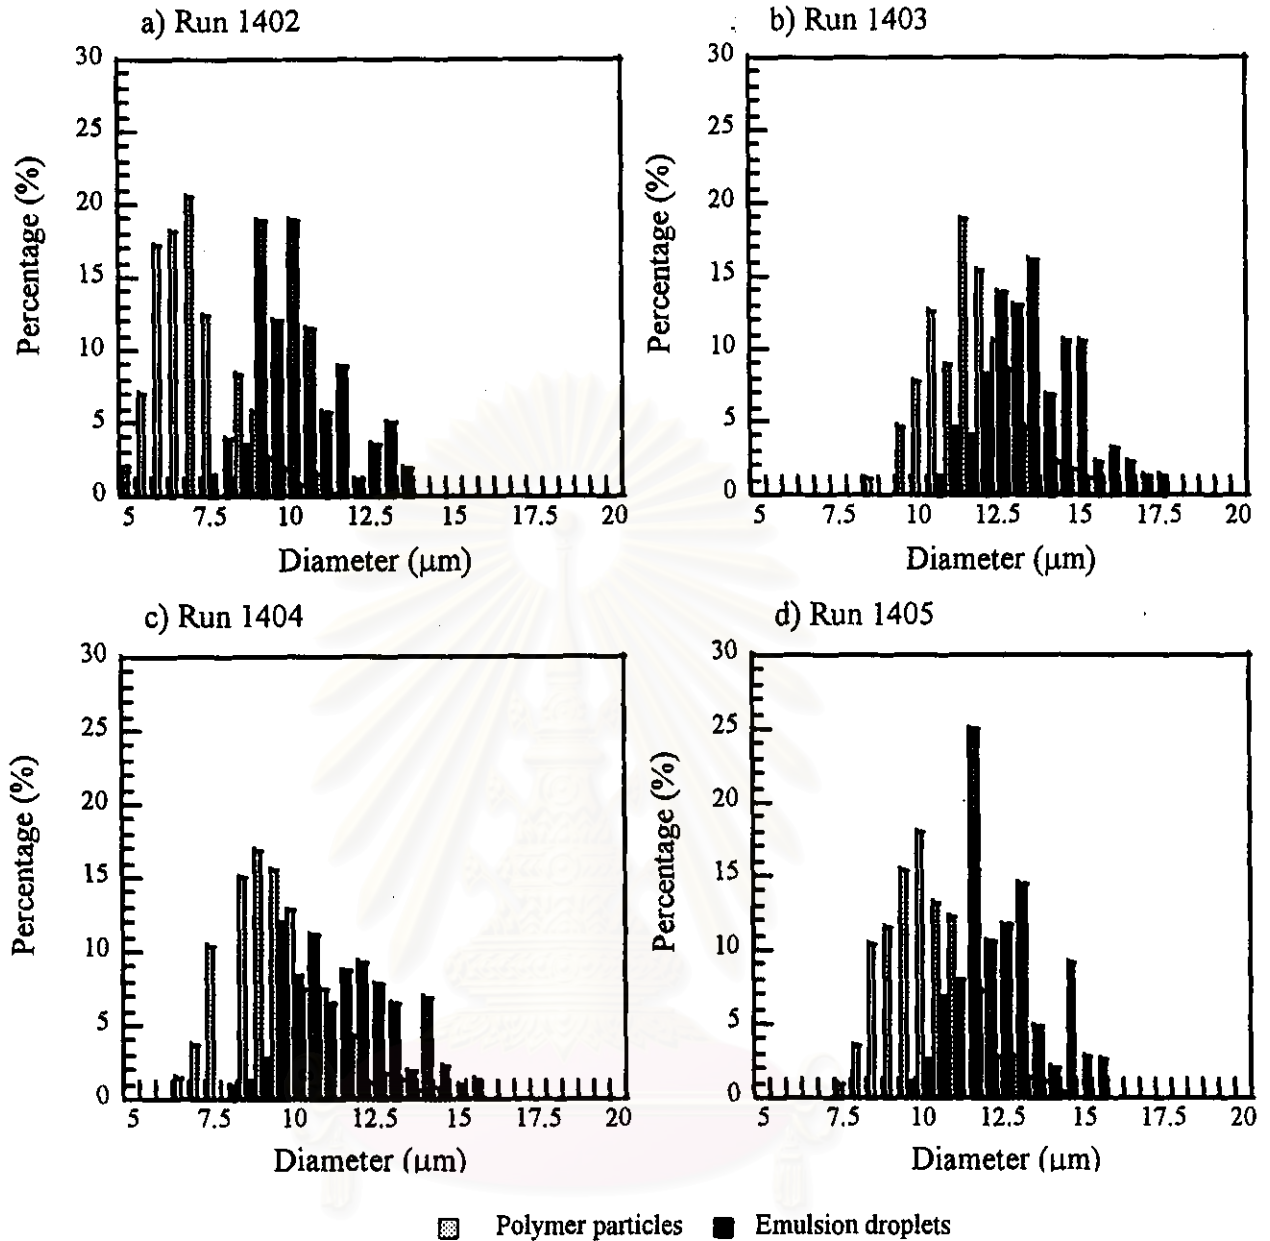 a) Run 1402
30
25
20
15
10
5
0
Percentage (%)
5 7.5 10 12.5 15 17.5 20
Diameter (μm)
b) Run 1403
30
25
20
15
10
5
0
Percentage (%)
5 7.5 10 12.5 15 17.5 20
Diameter (μm)
c) Run 1404
30
25
20
15
10
5
0
Percentage (%)
5 7.5 10 12.5 15 17.5 20
Diameter (μm)
d) Run 1405
30
25
20
15
10
5
0
Percentage (%)
5 7.5 10 12.5 15 17.5 20
Diameter (μm)
Polymer particles Emulsion droplets